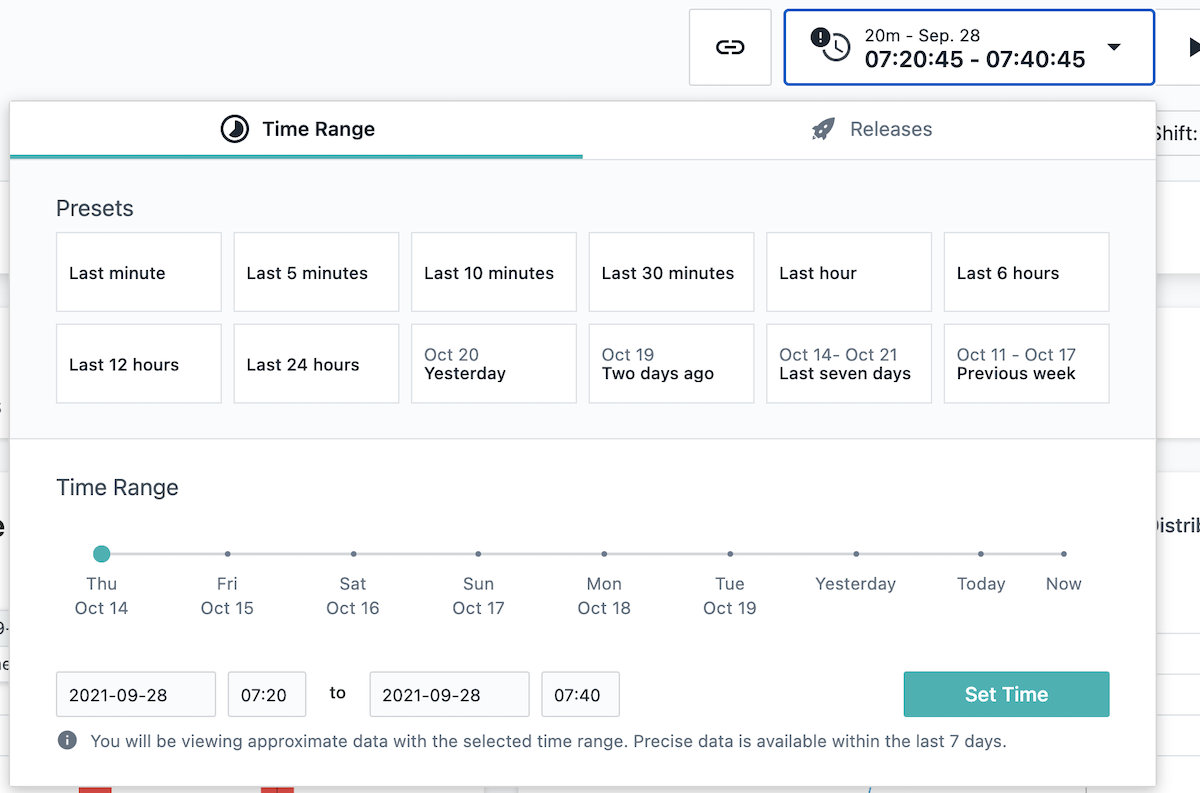 20m - Sep. 28
07:20:45 - 07:40:45
Time Range
Releases
Shift:
Presets
Last minute
Last 5 minutes
Last 10 minutes
Last 30 minutes
Last hour
Last 6 hours
Last 12 hours
Last 24 hours
Oct 20
Yesterday
Oct 19
Two days ago
Oct 14- Oct 21
Last seven days
Oct 11 - Oct 17
Previous week
Time Range
Thu
Oct 14
Fri
Oct 15
Sat
Oct 16
Sun
Oct 17
Mon
Oct 18
Tue
Oct 19
Yesterday
Today
Now
2021-09-28 07:20 to 2021-09-28 07:40
Set Time
You will be viewing approximate data with the selected time range. Precise data is available within the last 7 days.